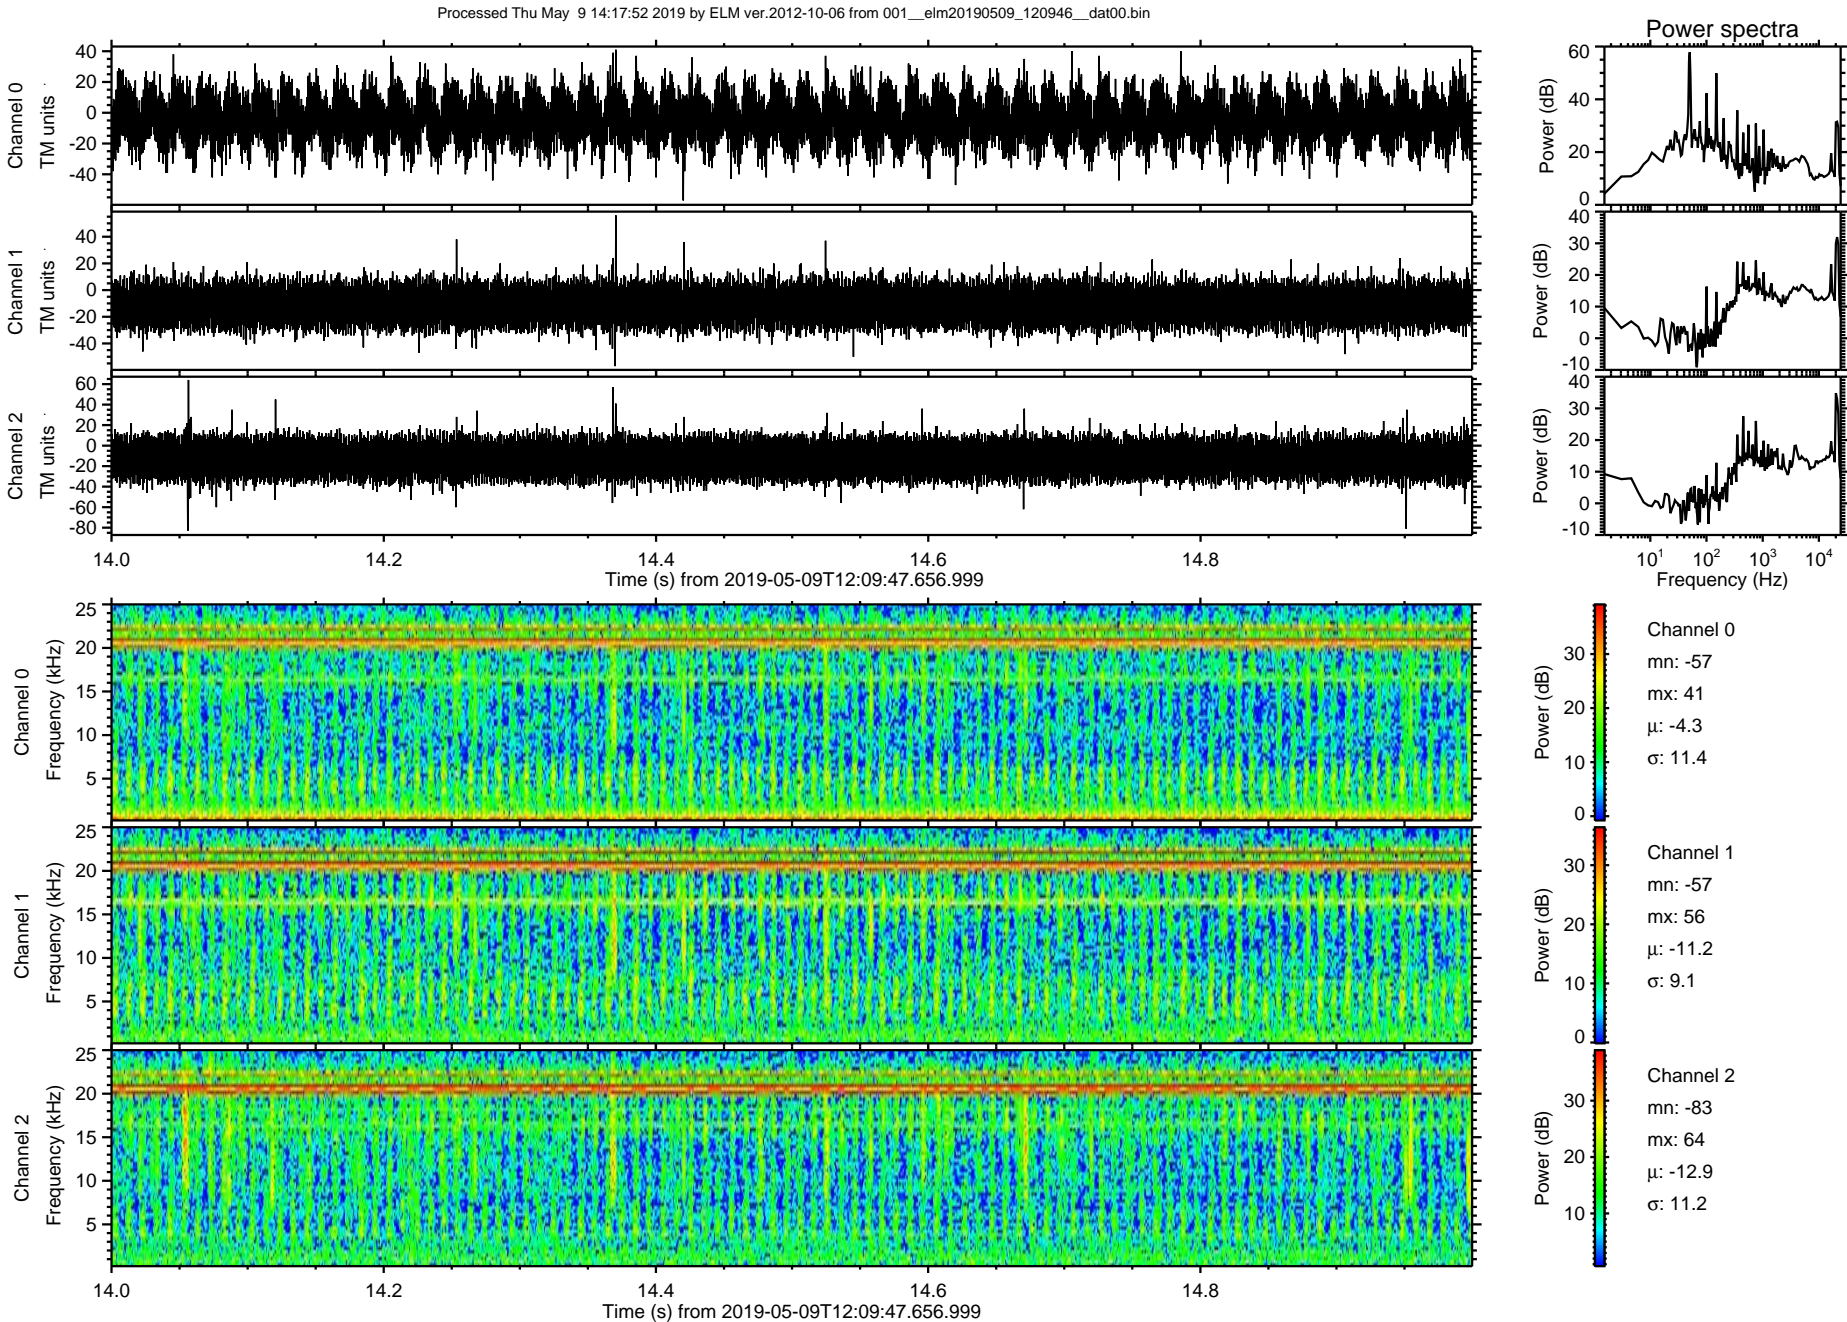 Processed Thu May  9 14:17:52 2019 by ELM ver.2012-10-06 from 001__elm20190509_120946__dat00.bin
Power spectra
Channel 0
TM units
40
20
0
-20
-40
Power (dB)
60
40
20
0
Channel 1
TM units
40
20
0
-20
-40
Power (dB)
40
30
20
10
0
-10
Channel 2
TM units
60
40
20
0
-20
-40
-60
-80
Power (dB)
40
30
20
10
0
-10
14.0 14.2 14.4 14.6 14.8
Time (s) from 2019-05-09T12:09:47.656.999
10¹ 10² 10³ 10⁴
Frequency (Hz)
Channel 0
Frequency (kHz)
25
20
15
10
5
Power (dB)
30
20
10
0
Channel 0
mn: -57
mx: 41
μ: -4.3
σ: 11.4
Channel 1
Frequency (kHz)
25
20
15
10
5
Power (dB)
30
20
10
0
Channel 1
mn: -57
mx: 56
μ: -11.2
σ: 9.1
Channel 2
Frequency (kHz)
25
20
15
10
5
Power (dB)
30
20
10
Channel 2
mn: -83
mx: 64
μ: -12.9
σ: 11.2
14.0 14.2 14.4 14.6 14.8
Time (s) from 2019-05-09T12:09:47.656.999